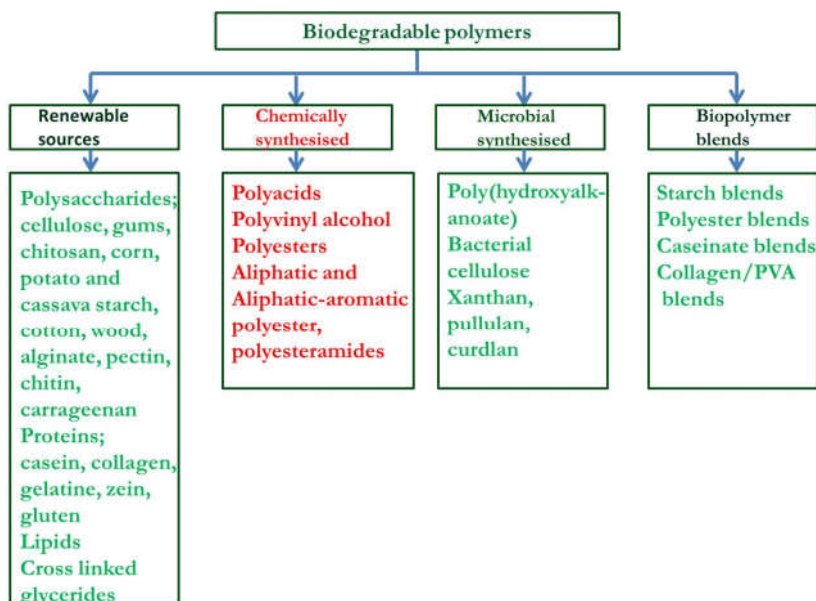 Biodegradable polymers
Renewable
sources
Chemically
synthesised
Microbial
synthesised
Biopolymer
blends
Polysaccharides;
cellulose, gums,
chitosan, corn,
potato and
cassava starch,
cotton, wood,
alginate, pectin,
chitin,
carrageenan
Proteins;
casein, collagen,
gelatine, zein,
gluten
Lipids
Cross linked
glycerides
Polyacids
Polyvinyl alcohol
Polyesters
Aliphatic and
Aliphatic-aromatic
polyester,
polyesteramides
Poly(hydroxyalk-
anoate)
Bacterial
cellulose
Xanthan,
pullulan,
curdlan
Starch blends
Polyester blends
Caseinate blends
Collagen/PVA
blends